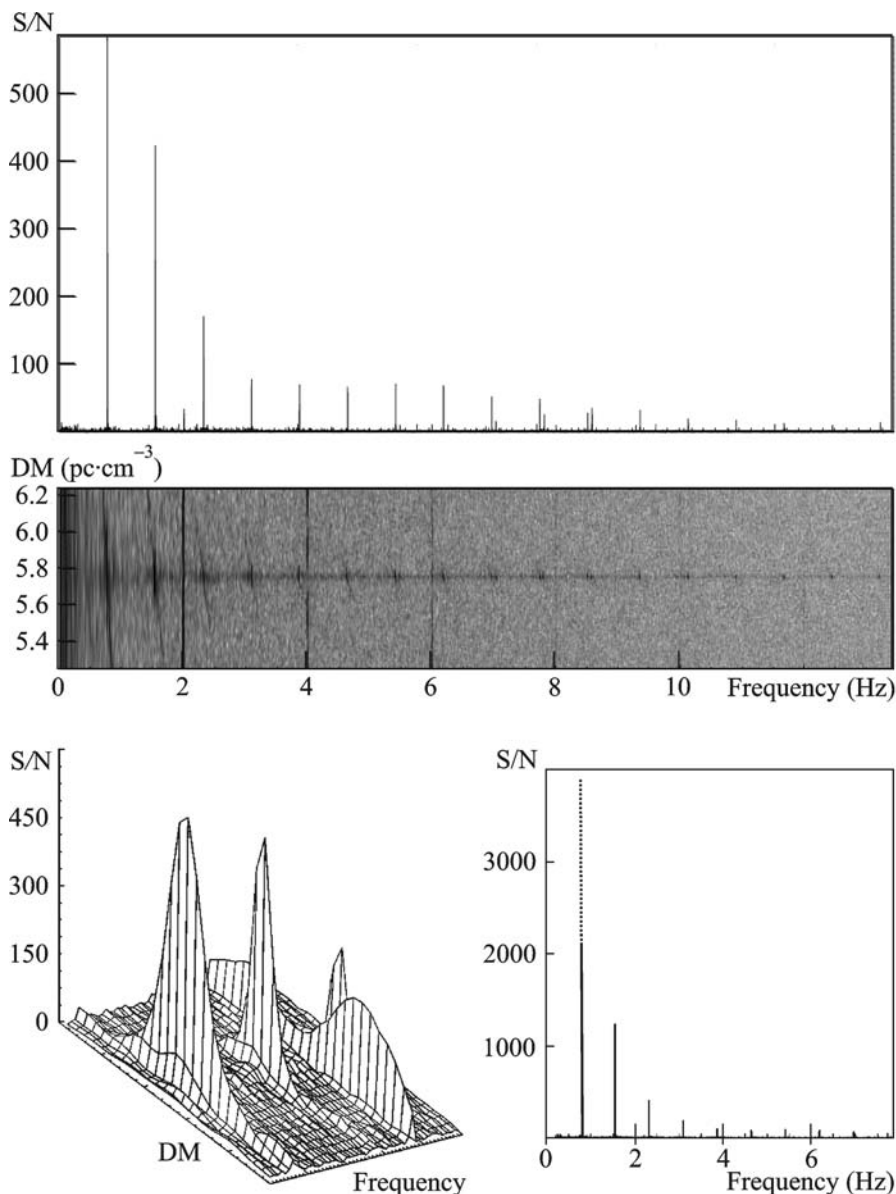 S/N
500
400
300
200
100
DM (pc·cm⁻³)
6.2
6.0
5.8
5.6
5.4
0 2 4 6 8 10 Frequency (Hz)
S/N
450
300
150
0
DM
Frequency
S/N
3000
2000
1000
0 2 4 6
Frequency (Hz)